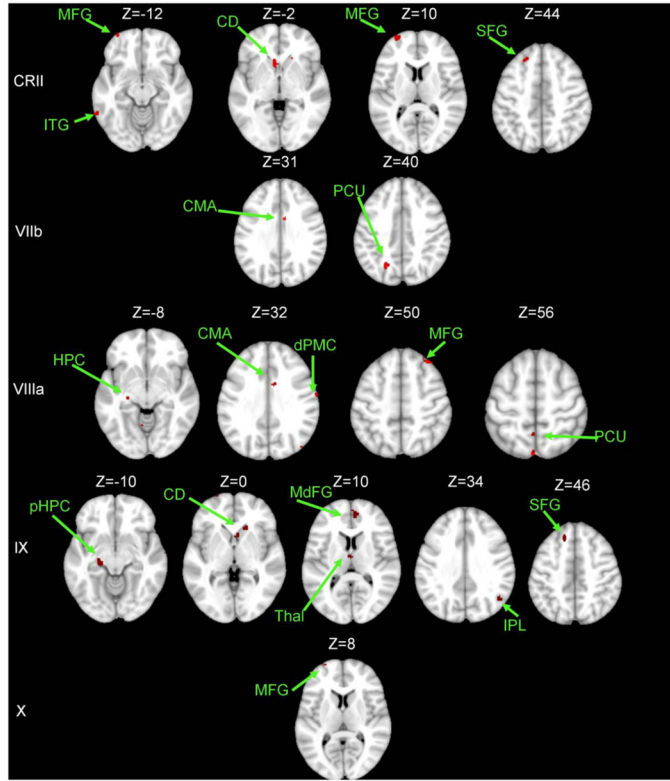 Z=-12 Z=-2 Z=10 Z=44
MFG CD MFG SFG
CRII
ITG
Z=31 Z=40
CMA PCU
VIIb
Z=-8 Z=32 Z=50 Z=56
HPC CMA dPMC MFG
VIIIa
PCU
Z=-10 Z=0 Z=10 Z=34 Z=46
pHPC CD MdFG SFG
IX
Thal IPL
Z=8
MFG
X